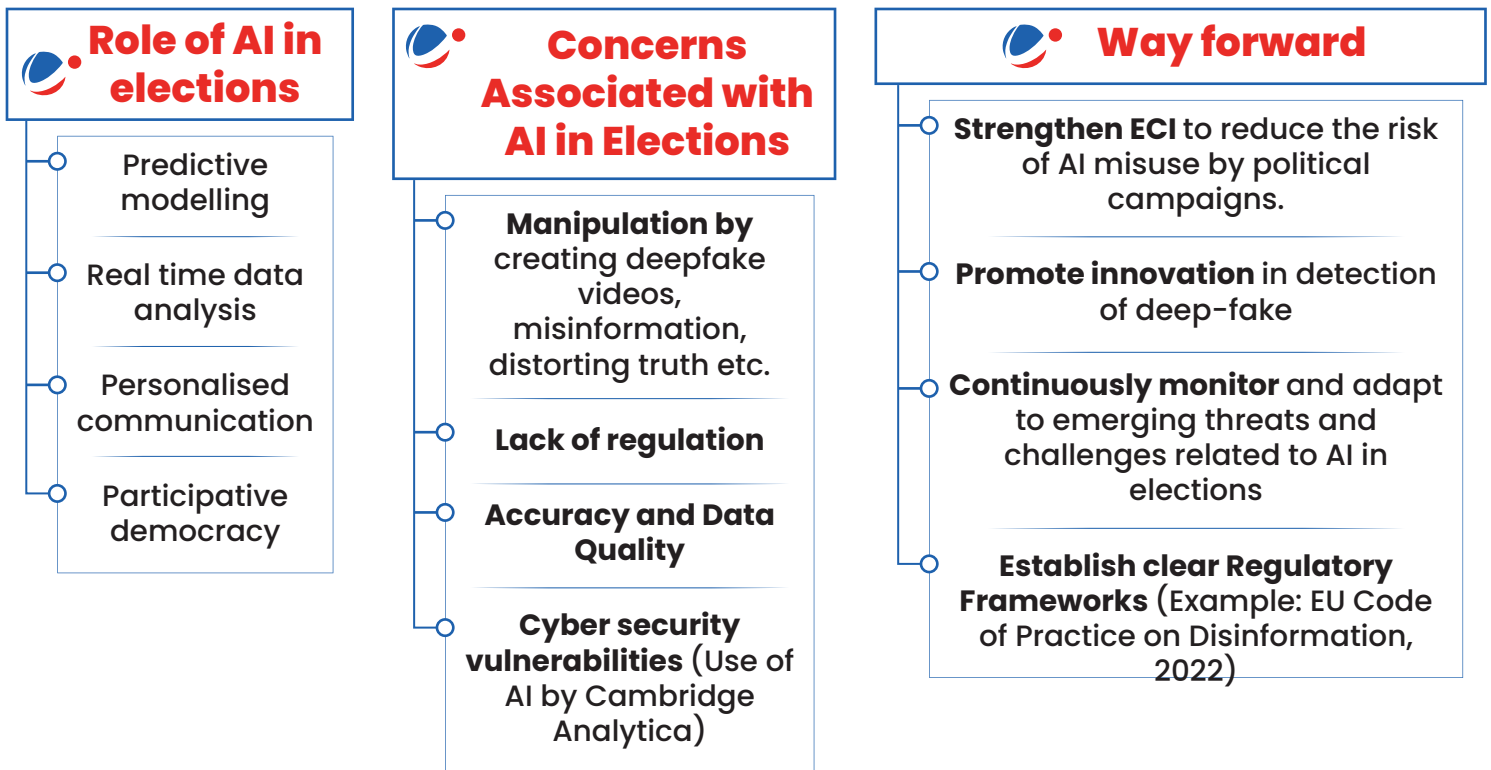 Role of AI in
elections
Predictive
modelling
Real time data
analysis
Personalised
communication
Participative
democracy
Concerns
Associated with
AI in Elections
Manipulation by
creating deepfake
videos,
misinformation,
distorting truth etc.
Lack of regulation
Accuracy and Data
Quality
Cyber security
vulnerabilities (Use of
AI by Cambridge
Analytica)
Way forward
Strengthen ECI to reduce the risk
of AI misuse by political
campaigns.
Promote innovation in detection
of deep-fake
Continuously monitor and adapt
to emerging threats and
challenges related to AI in
elections
Establish clear Regulatory
Frameworks (Example: EU Code
of Practice on Disinformation,
2022)